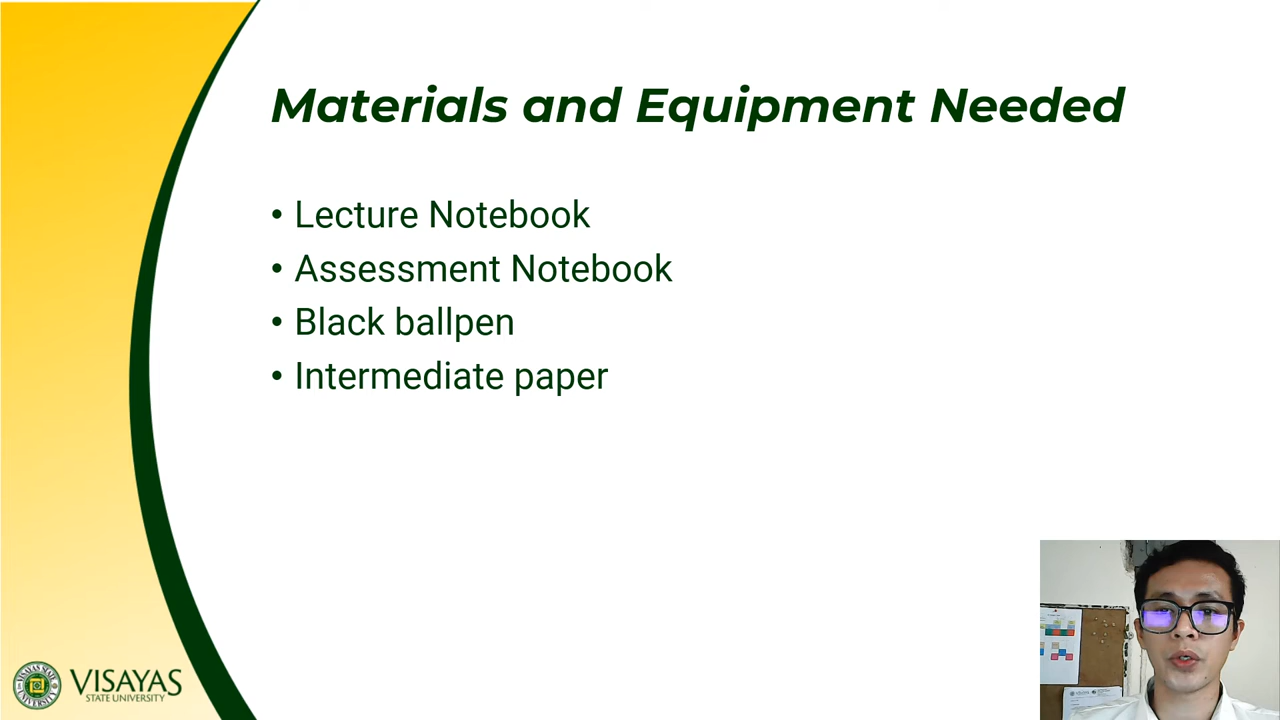 Materials and Equipment Needed
• Lecture Notebook
• Assessment Notebook
• Black ballpen
• Intermediate paper
VISAYAS
STATE UNIVERSITY